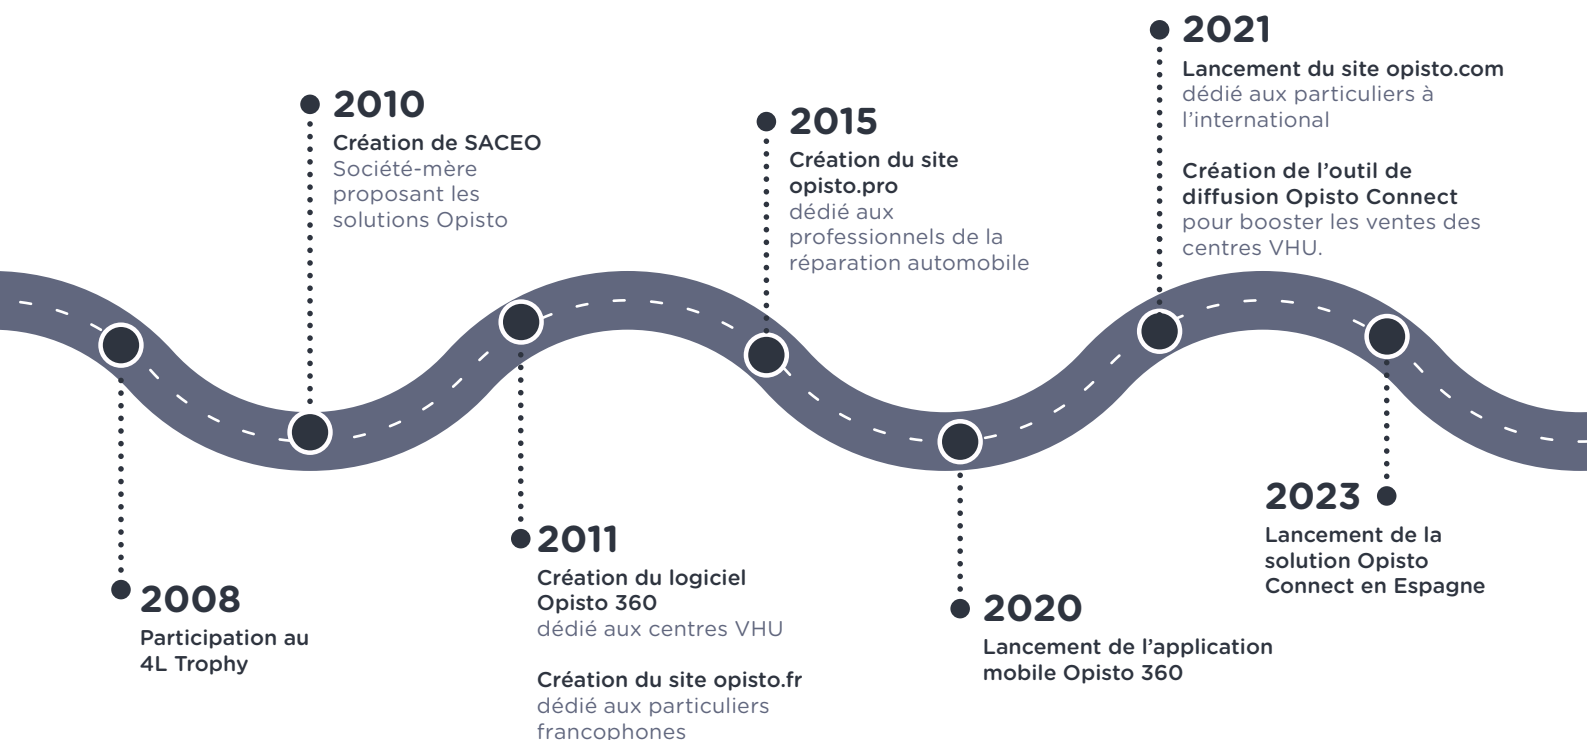 2008
Participation au
4L Trophy
2010
Création de SACEO
Société-mère
proposant les
solutions Opisto
2011
Création du logiciel
Opisto 360
dédié aux centres VHU
Création du site opisto.fr
dédié aux particuliers
francophones
2015
Création du site
opisto.pro
dédié aux
professionnels de la
réparation automobile
2020
Lancement de l’application
mobile Opisto 360
2021
Lancement du site opisto.com
dédié aux particuliers à
l’international
Création de l’outil de
diffusion Opisto Connect
pour booster les ventes des
centres VHU.
2023
Lancement de la
solution Opisto
Connect en Espagne